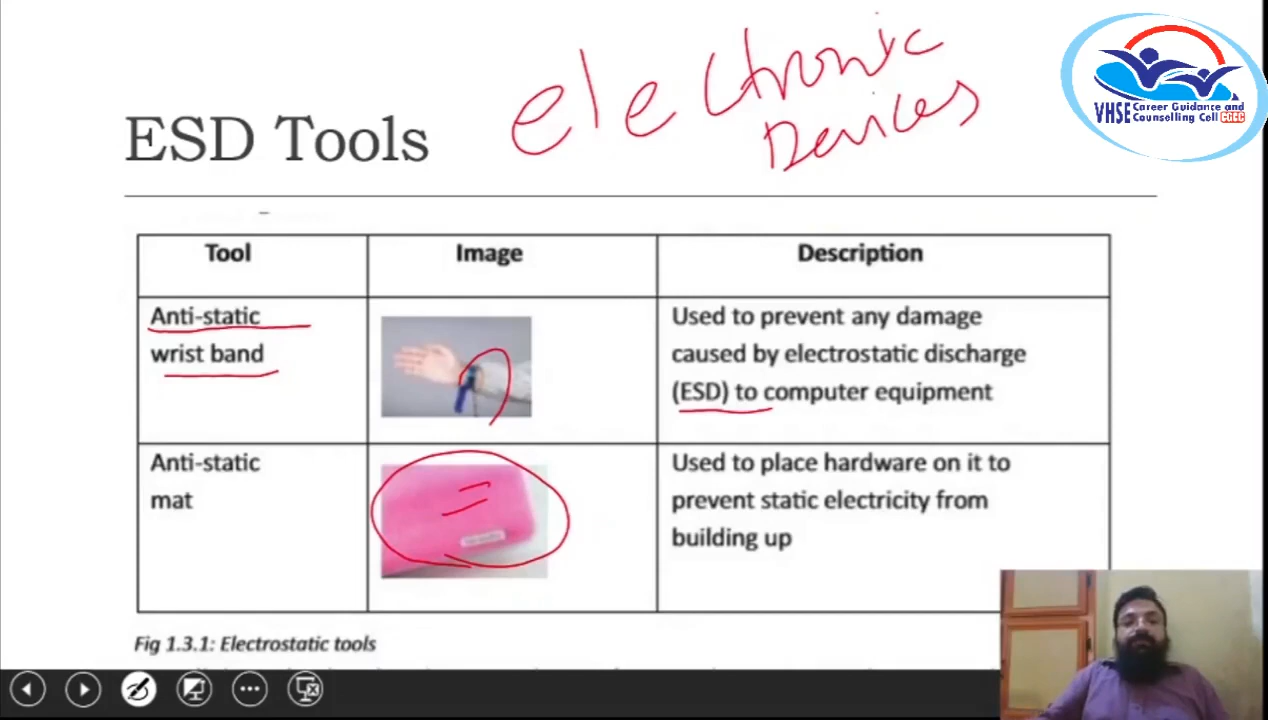 electronic
Devices
VHSE Career Guidance and
Counselling Cell CGCC
ESD Tools
Tool Image Description
Anti-static
wrist band
Used to prevent any damage
caused by electrostatic discharge
(ESD) to computer equipment
Anti-static
mat
Used to place hardware on it to
prevent static electricity from
building up
Fig 1.3.1: Electrostatic tools